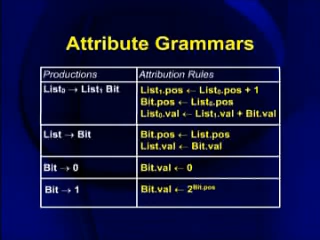 Attribute Grammars
Productions Attribution Rules
List₀ → List₁ Bit List₁.pos ← List₀.pos + 1
Bit.pos ← List₀.pos
List₀.val ← List₁.val + Bit.val
List → Bit Bit.pos ← List.pos
List.val ← Bit.val
Bit → 0 Bit.val ← 0
Bit → 1 Bit.val ← 2^Bit.pos